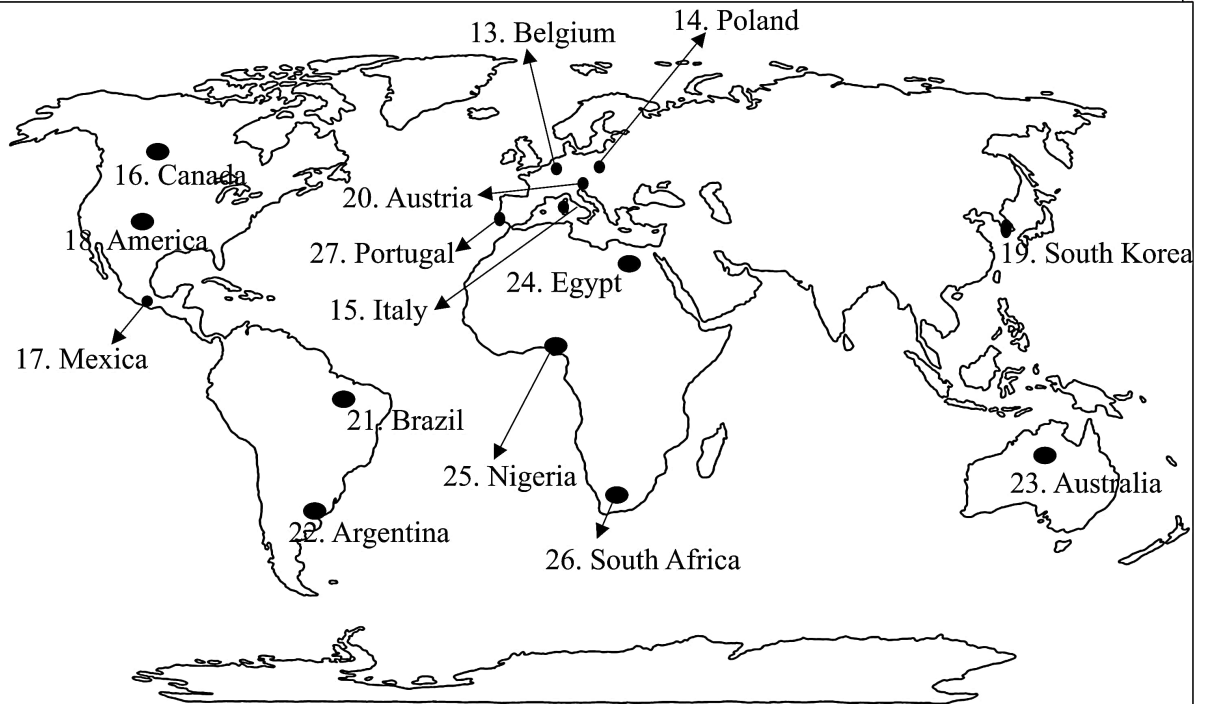 14. Poland
13. Belgium
16. Canada
20. Austria
18. America
27. Portugal
19. South Korea
24. Egypt
15. Italy
17. Mexica
21. Brazil
25. Nigeria
23. Australia
22. Argentina
26. South Africa